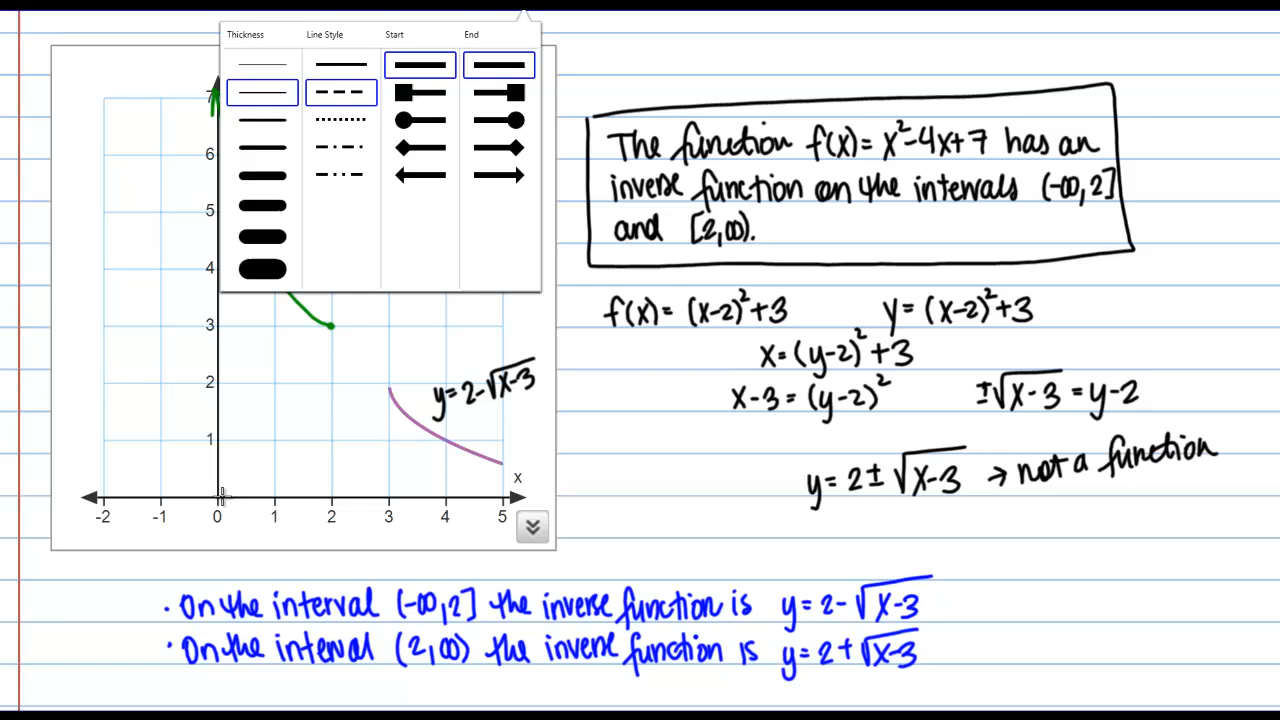 Thickness Line Style Start End
7
6
5
4
3
2
1
-2 -1 0 1 2 3 4 5
x
y = 2 - √x-3
The function f(x) = x² - 4x + 7 has an
inverse function on the intervals (-∞, 2]
and [2, ∞).
f(x) = (x-2)² + 3
y = (x-2)² + 3
x = (y-2)² + 3
x - 3 = (y-2)²
±√x-3 = y-2
y = 2 ± √x-3 → not a function
· On the interval (-∞, 2] the inverse function is y = 2 - √x-3
· On the interval (2, ∞) the inverse function is y = 2 + √x-3